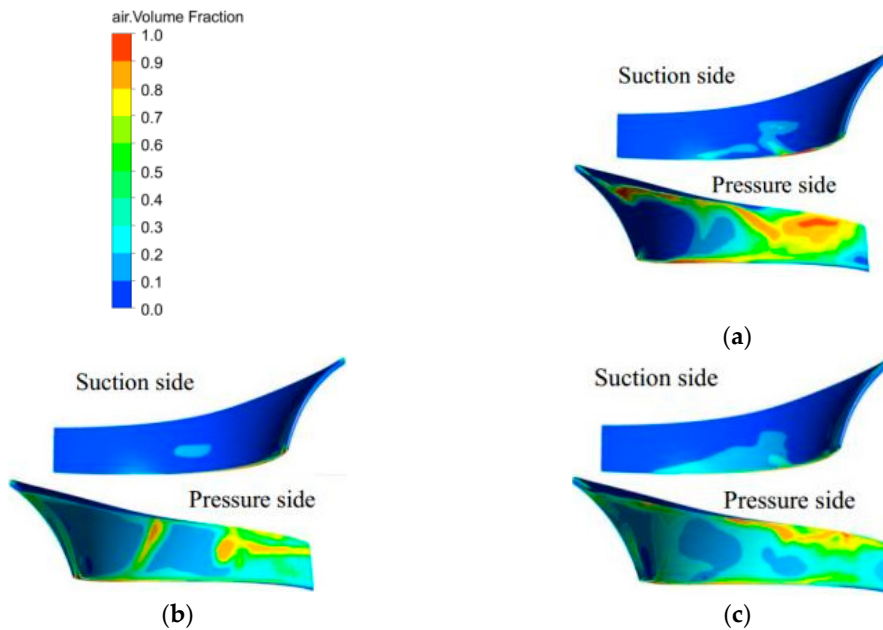 air.Volume Fraction
1.0
0.9
0.8
0.7
0.6
0.5
0.4
0.3
0.2
0.1
0.0
Suction side
Pressure side
(a)
Suction side
Pressure side
(b)
Suction side
Pressure side
(c)